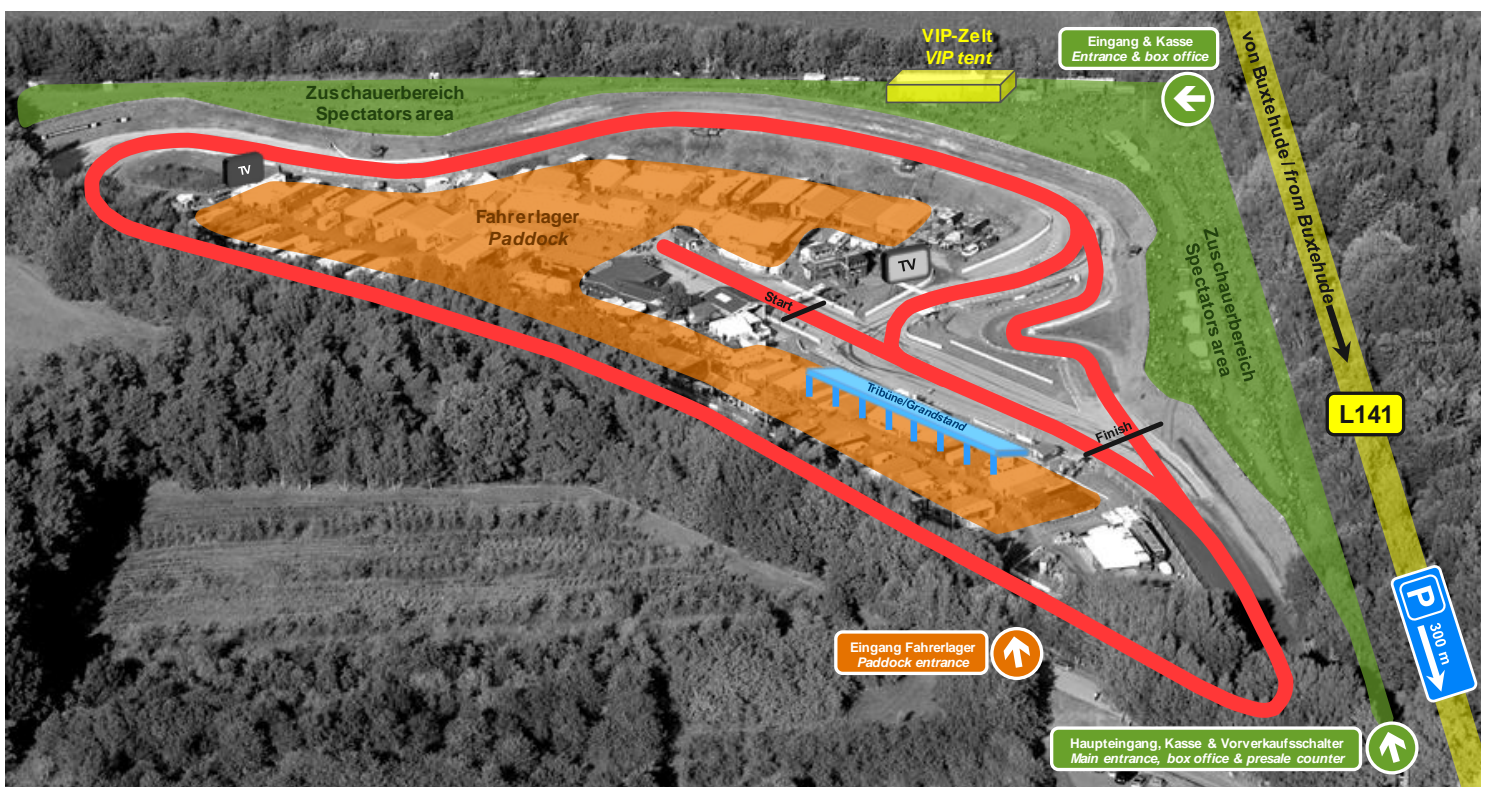 VIP-Zelt
VIP tent
Eingang & Kasse
Entrance & box office
von Buxtehude / from Buxtehude
Zuschauerbereich
Spectators area
TV
Fahrerlager
Paddock
TV
Start
Zuschauerbereich
Spectators area
Tribüne/Grandstand
Finish
L141
P
300 m
Eingang Fahrerlager
Paddock entrance
Haupteingang, Kasse & Vorverkaufsschalter
Main entrance, box office & presale counter